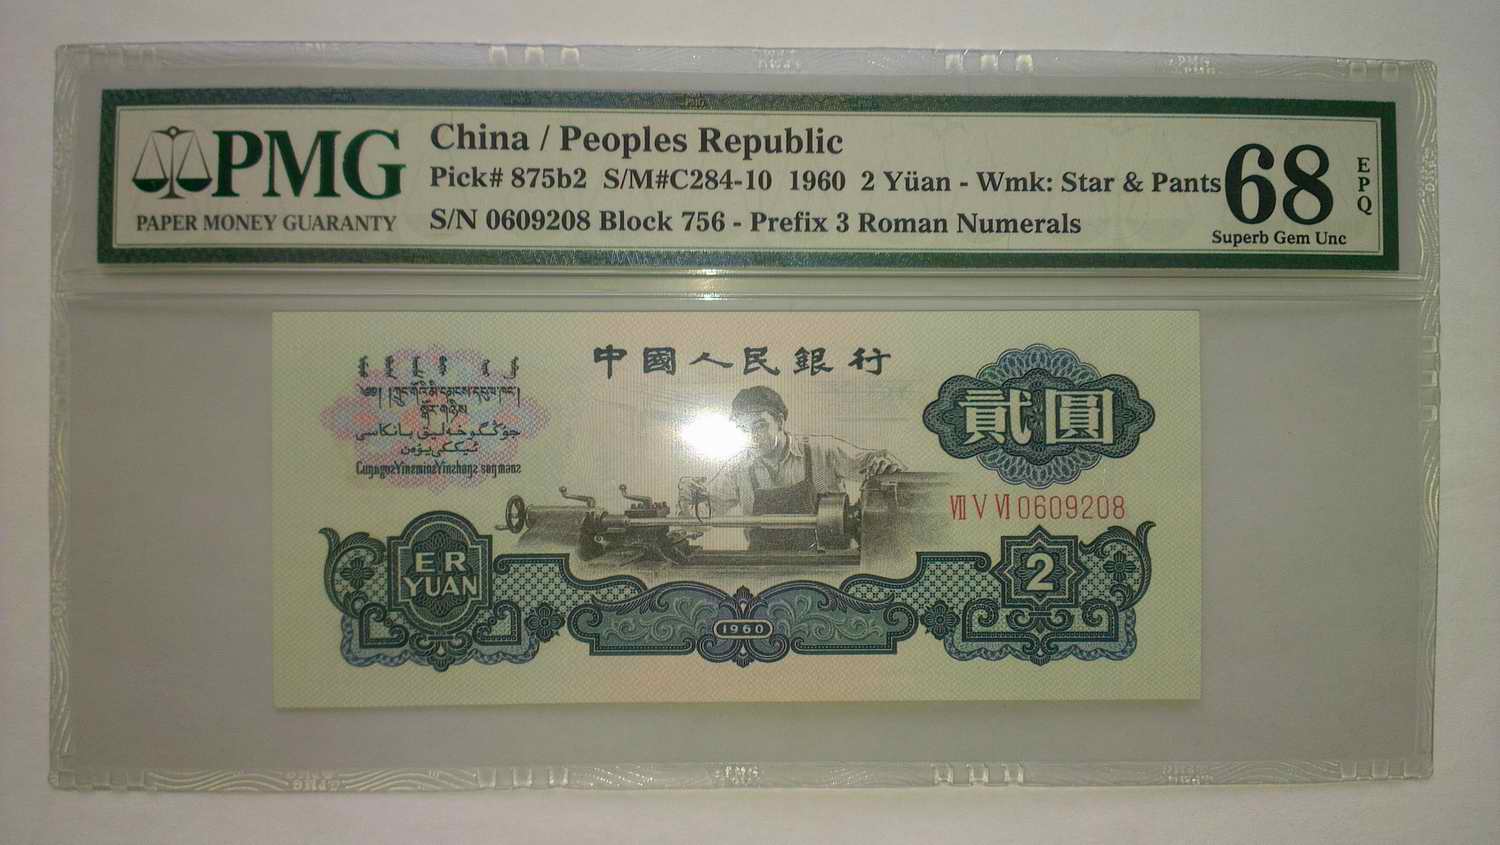 PMG
PAPER MONEY GUARANTY
China / Peoples Republic
Pick# 875b2 S/M#C284-10 1960 2 Yüan - Wmk: Star & Pants
S/N 0609208 Block 756 - Prefix 3 Roman Numerals
68
EPQ
Superb Gem Unc
中國人民銀行
貳圓
VII V VI 0609208
ER
YUAN
2
1960